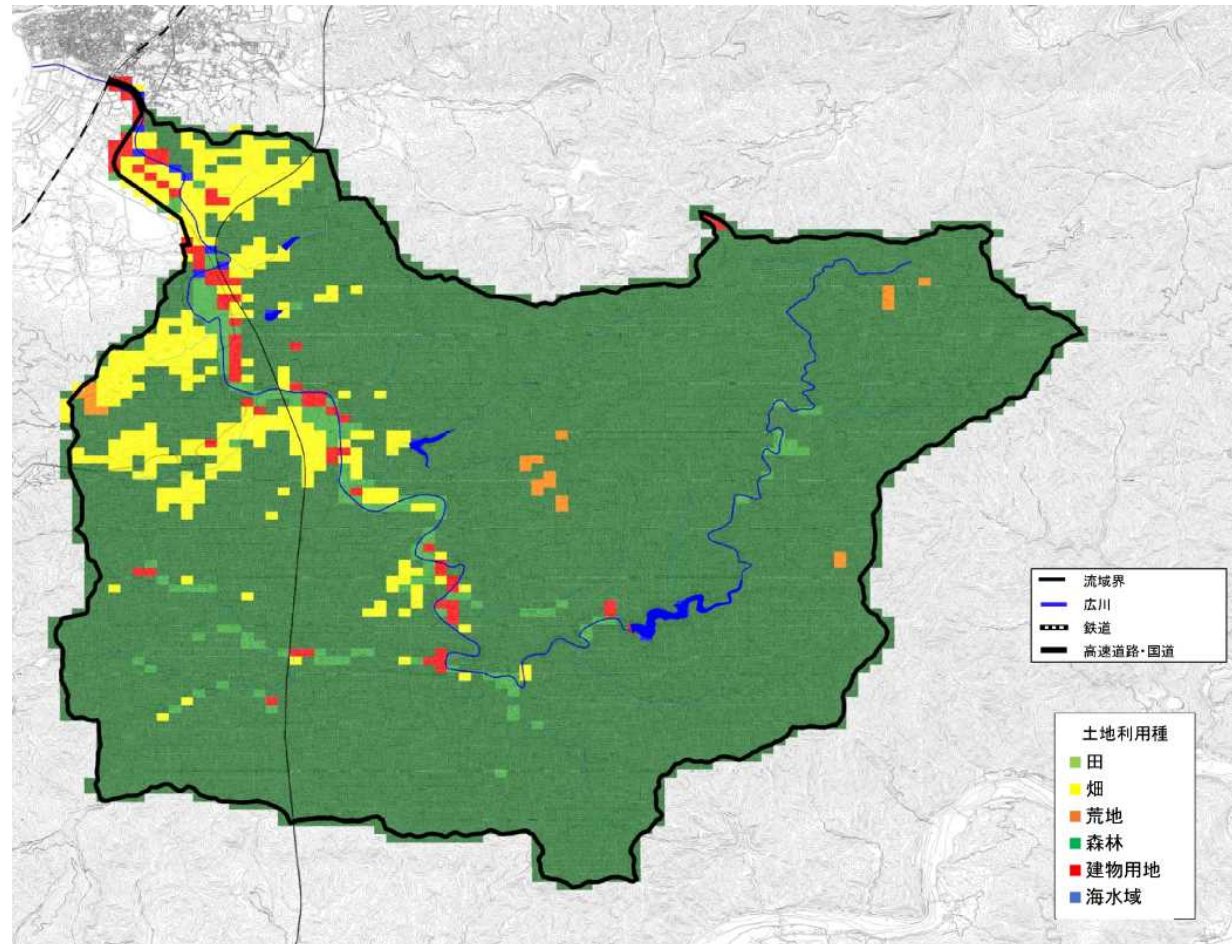 流域界
広川
鉄道
高速道路・国道
土地利用種
田
畑
荒地
森林
建物用地
海水域